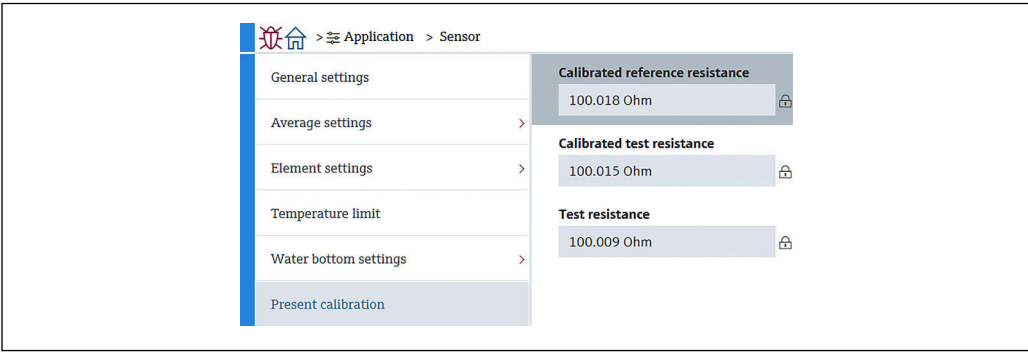 > Application > Sensor
General settings
Average settings
Element settings
Temperature limit
Water bottom settings
Present calibration
Calibrated reference resistance
100.018 Ohm
Calibrated test resistance
100.015 Ohm
Test resistance
100.009 Ohm